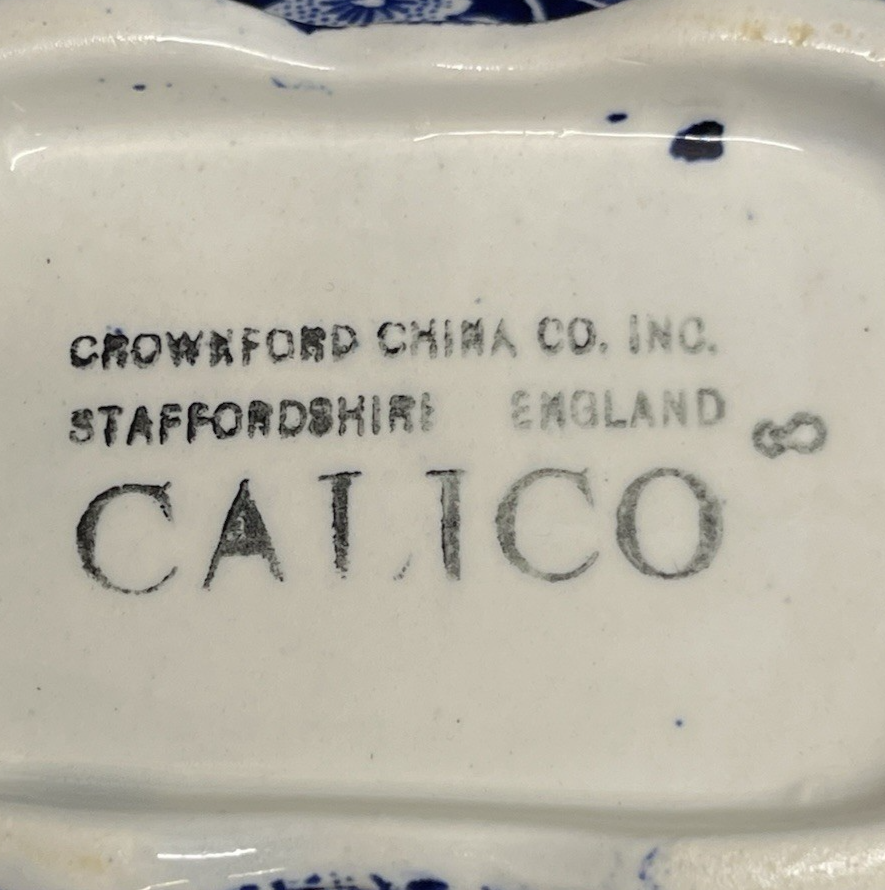 CROWNFORD CHINA CO. INC.
STAFFORDSHIRE ENGLAND
CALICO 8